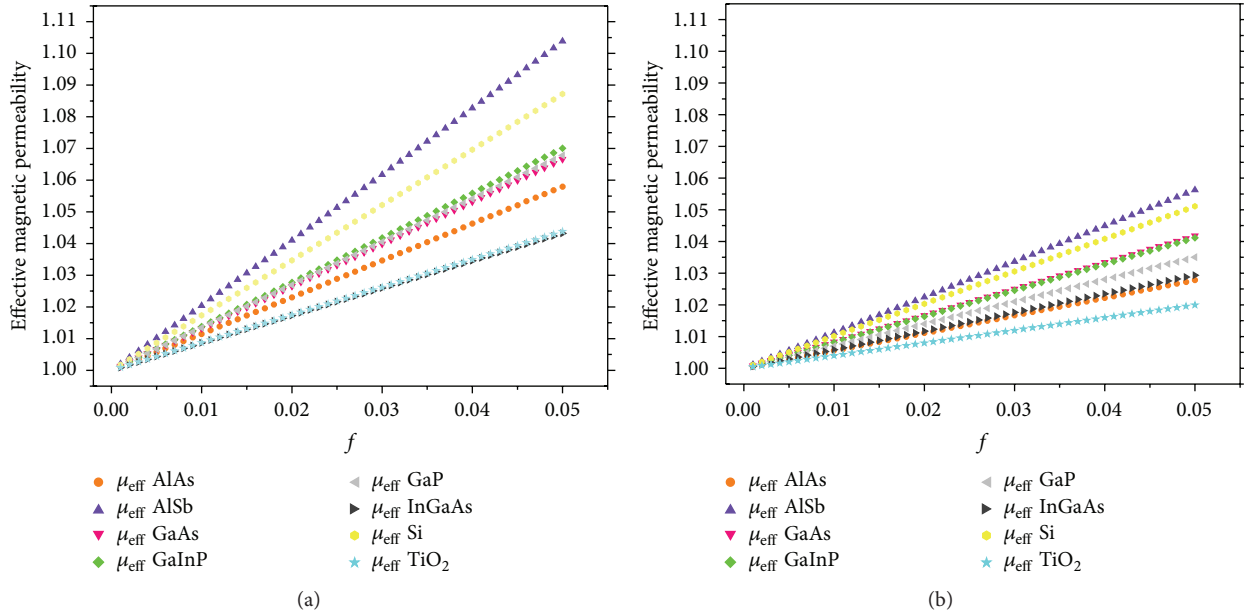 1.11
1.10
1.09
1.08
1.07
1.06
1.05
1.04
1.03
1.02
1.01
1.00
Effective magnetic permeability
0.00 0.01 0.02 0.03 0.04 0.05
f
μeff AlAs
μeff AlSb
μeff GaAs
μeff GaInP
μeff GaP
μeff InGaAs
μeff Si
μeff TiO2
(a)
1.11
1.10
1.09
1.08
1.07
1.06
1.05
1.04
1.03
1.02
1.01
1.00
Effective magnetic permeability
0.00 0.01 0.02 0.03 0.04 0.05
f
μeff AlAs
μeff AlSb
μeff GaAs
μeff GaInP
μeff GaP
μeff InGaAs
μeff Si
μeff TiO2
(b)